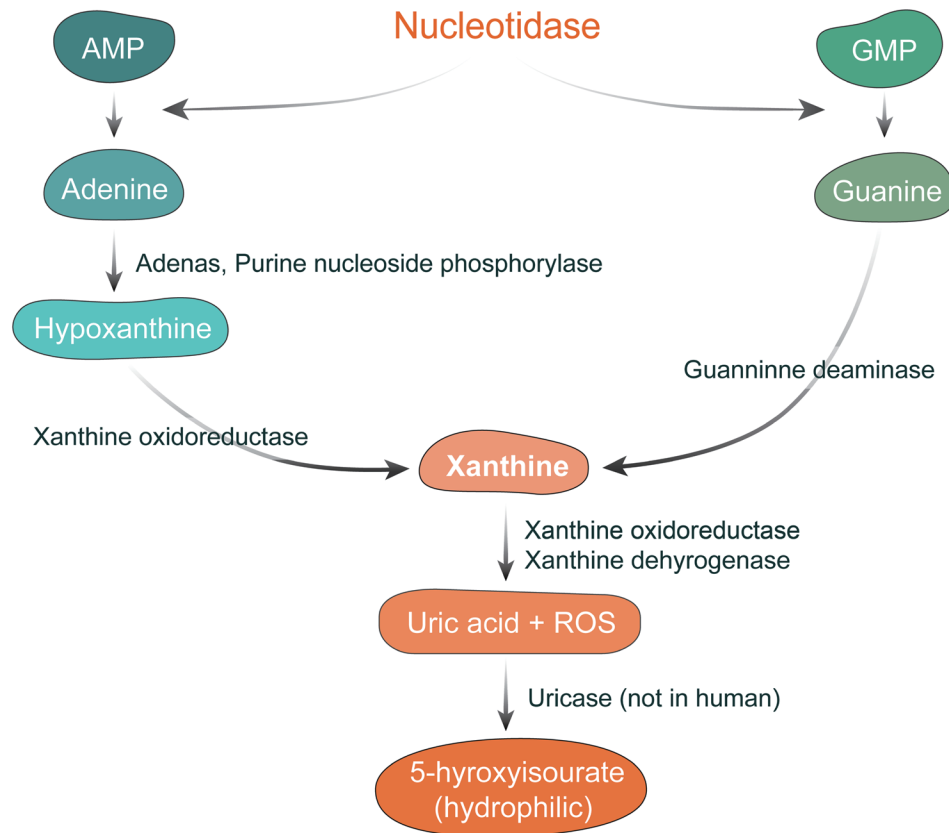 Nucleotidase
AMP
GMP
Adenine
Guanine
Adenas, Purine nucleoside phosphorylase
Hypoxanthine
Guanninne deaminase
Xanthine oxidoreductase
Xanthine
Xanthine oxidoreductase
Xanthine dehyrogenase
Uric acid + ROS
Uricase (not in human)
5-hyroxyisourate
(hydrophilic)